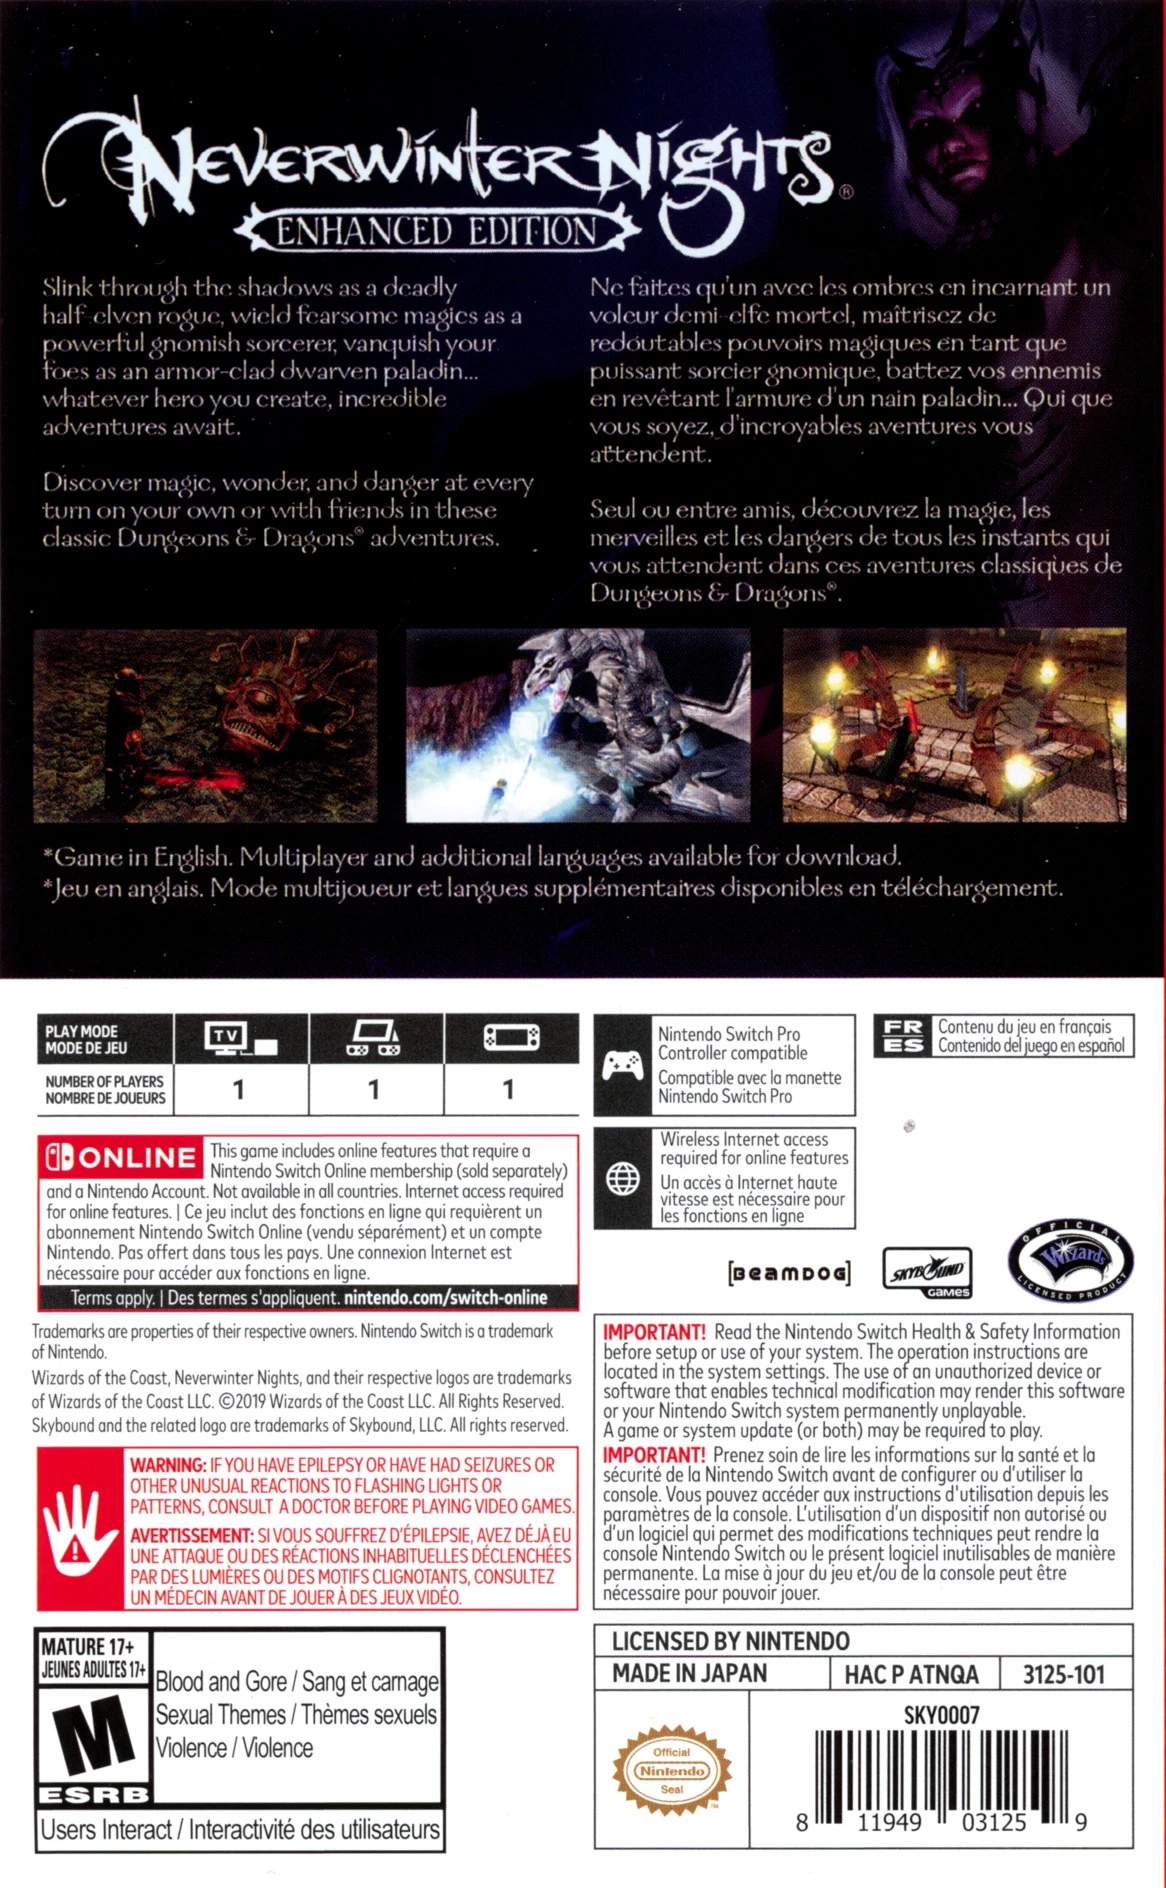 NEVERWINTER NIGHTS®
ENHANCED EDITION
Slink through the shadows as a deadly
half-elven rogue, wield fearsome magics as a
powerful gnomish sorcerer, vanquish your
foes as an armor-clad dwarven paladin...
whatever hero you create, incredible
adventures await.
Discover magic, wonder, and danger at every
turn on your own or with friends in these
classic Dungeons & Dragons® adventures.
Ne faites qu'un avec les ombres en incarnant un
voleur demi-elfe mortel, maîtrisez de
redoutables pouvoirs magiques en tant que
puissant sorcier gnomique, battez vos ennemis
en revêtant l'armure d'un nain paladin... Qui que
vous soyez, d'incroyables aventures vous
attendent.
Seul ou entre amis, découvrez la magie, les
merveilles et les dangers de tous les instants qui
vous attendent dans ces aventures classiques de
Dungeons & Dragons®.
*Game in English. Multiplayer and additional languages available for download.
*Jeu en anglais. Mode multijoueur et langues supplémentaires disponibles en téléchargement.
PLAY MODE
MODE DE JEU
TV
NUMBER OF PLAYERS
NOMBRE DE JOUEURS
1 1 1
Nintendo Switch Pro
Controller compatible
Compatible avec la manette
Nintendo Switch Pro
FR Contenu du jeu en français
ES Contenido del juego en español
ONLINE This game includes online features that require a
Nintendo Switch Online membership (sold separately)
and a Nintendo Account. Not available in all countries. Internet access required
for online features. | Ce jeu inclut des fonctions en ligne qui requièrent un
abonnement Nintendo Switch Online (vendu séparément) et un compte
Nintendo. Pas offert dans tous les pays. Une connexion Internet est
nécessaire pour accéder aux fonctions en ligne.
Terms apply. | Des termes s'appliquent. nintendo.com/switch-online
Wireless Internet access
required for online features
Un accès à Internet haute
vitesse est nécessaire pour
les fonctions en ligne
[BEAMDOG]
SKYBOUND
GAMES
OFFICIAL
Wizards
LICENSED PRODUCT
Trademarks are properties of their respective owners. Nintendo Switch is a trademark
of Nintendo.
Wizards of the Coast, Neverwinter Nights, and their respective logos are trademarks
of Wizards of the Coast LLC. ©2019 Wizards of the Coast LLC. All Rights Reserved.
Skybound and the related logo are trademarks of Skybound, LLC. All rights reserved.
WARNING: IF YOU HAVE EPILEPSY OR HAVE HAD SEIZURES OR
OTHER UNUSUAL REACTIONS TO FLASHING LIGHTS OR
PATTERNS, CONSULT A DOCTOR BEFORE PLAYING VIDEO GAMES.
AVERTISSEMENT: SI VOUS SOUFFREZ D'ÉPILEPSIE, AVEZ DÉJÀ EU
UNE ATTAQUE OU DES RÉACTIONS INHABITUELLES DÉCLENCHÉES
PAR DES LUMIÈRES OU DES MOTIFS CLIGNOTANTS, CONSULTEZ
UN MÉDECIN AVANT DE JOUER À DES JEUX VIDÉO.
IMPORTANT! Read the Nintendo Switch Health & Safety Information
before setup or use of your system. The operation instructions are
located in the system settings. The use of an unauthorized device or
software that enables technical modification may render this software
or your Nintendo Switch system permanently unplayable.
A game or system update (or both) may be required to play.
IMPORTANT! Prenez soin de lire les informations sur la santé et la
sécurité de la Nintendo Switch avant de configurer ou d'utiliser la
console. Vous pouvez accéder aux instructions d'utilisation depuis les
paramètres de la console. L'utilisation d'un dispositif non autorisé ou
d'un logiciel qui permet des modifications techniques peut rendre la
console Nintendo Switch ou le présent logiciel inutilisables de manière
permanente. La mise à jour du jeu et/ou de la console peut être
nécessaire pour pouvoir jouer.
MATURE 17+
JEUNES ADULTES 17+
M
ESRB
Blood and Gore / Sang et carnage
Sexual Themes / Thèmes sexuels
Violence / Violence
Users Interact / Interactivité des utilisateurs
LICENSED BY NINTENDO
MADE IN JAPAN HAC P ATNQA 3125-101
Official
Nintendo
Seal
TM
SKY0007
8 11949 03125 9